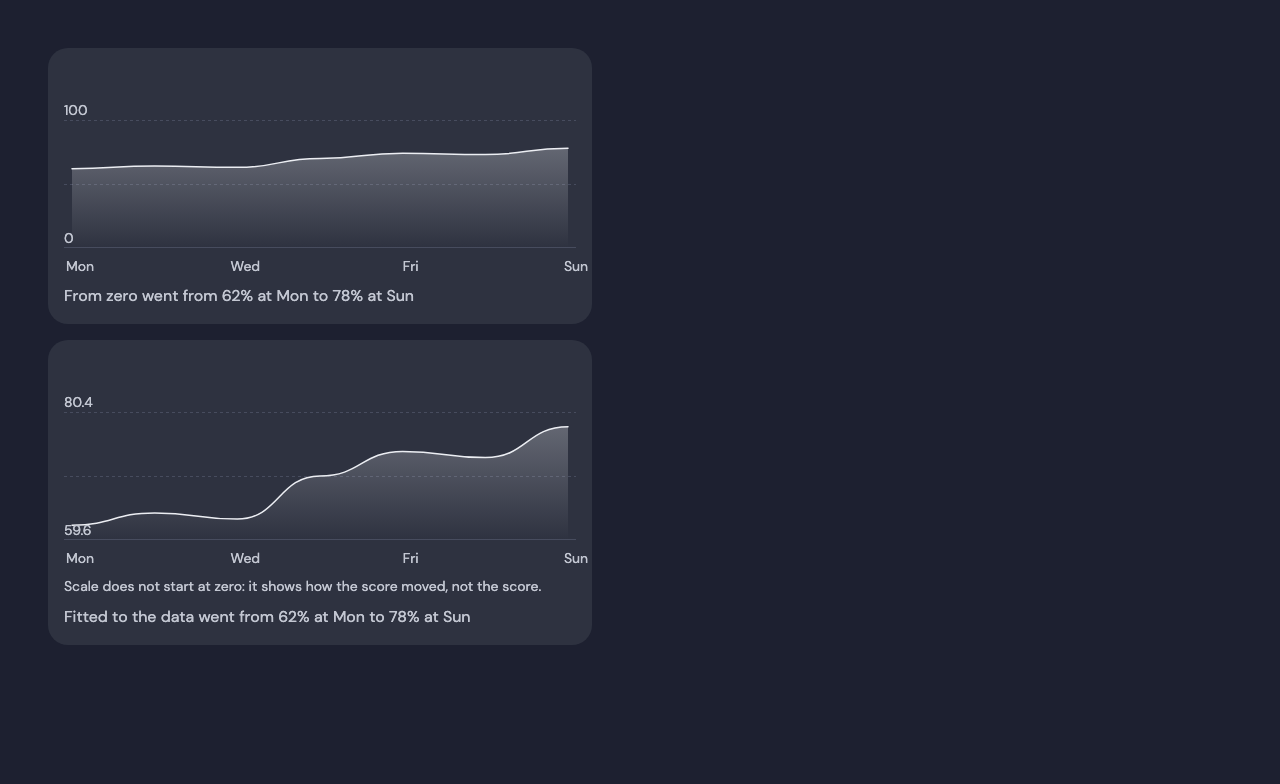 100
0
Mon Wed Fri Sun
From zero went from 62% at Mon to 78% at Sun
80.4
59.6
Mon Wed Fri Sun
Scale does not start at zero: it shows how the score moved, not the score.
Fitted to the data went from 62% at Mon to 78% at Sun